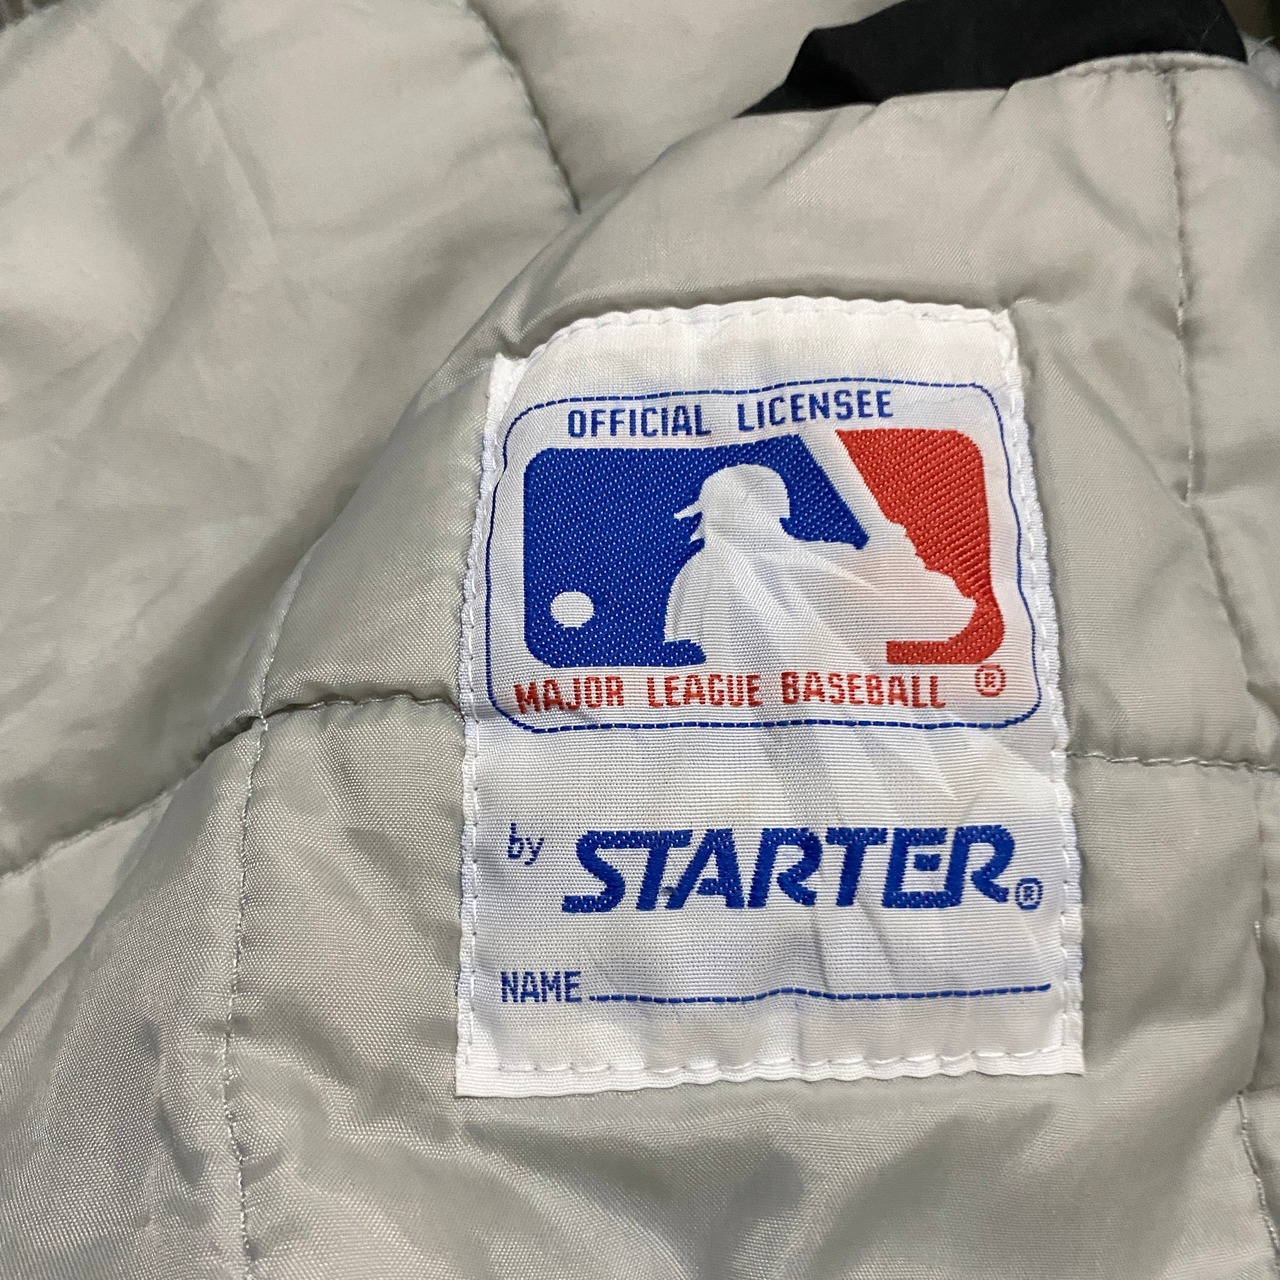 OFFICIAL LICENSEE
MAJOR LEAGUE BASEBALL ®
by STARTER®
NAME